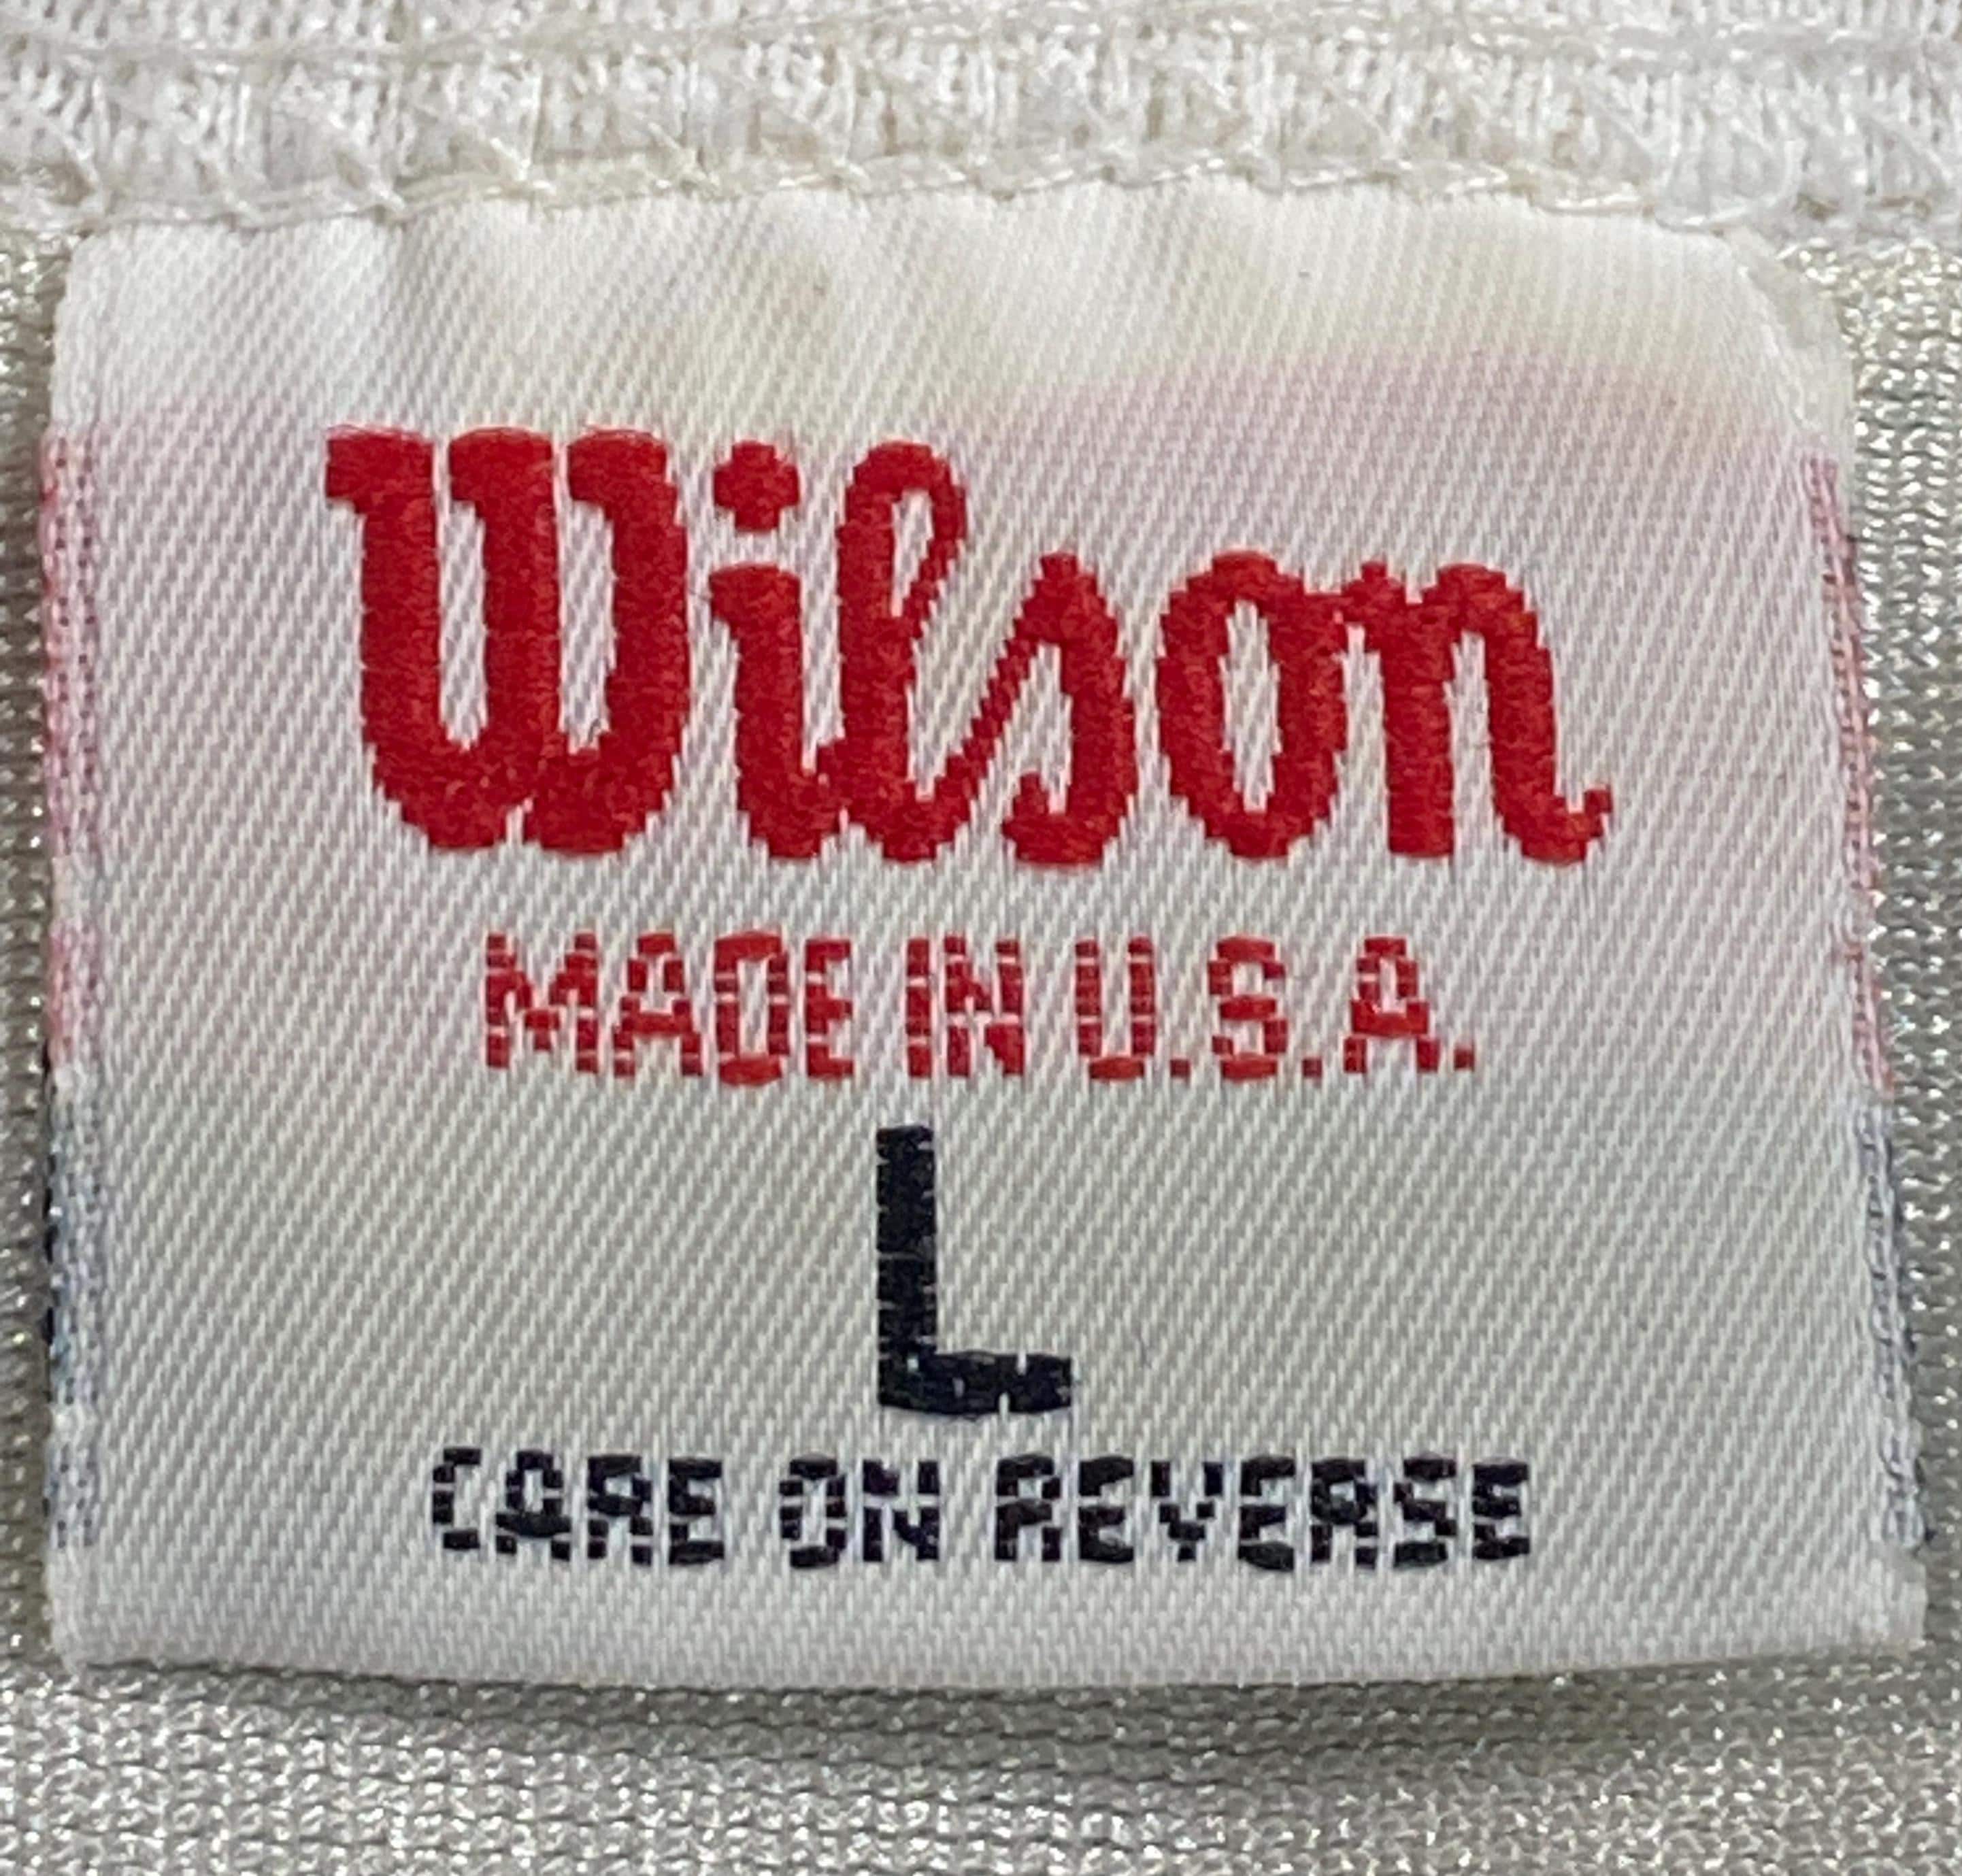 Wilson
MADE IN U.S.A.
L
CARE ON REVERSE